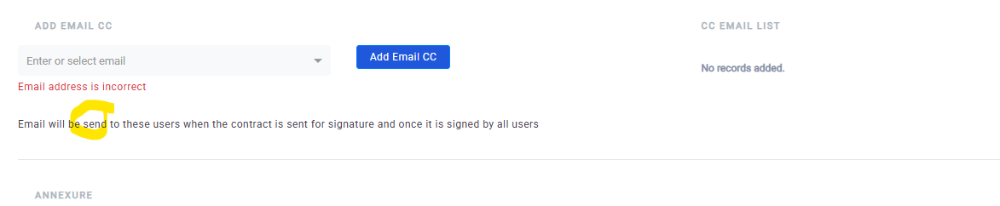 ADD EMAIL CC
CC EMAIL LIST
Enter or select email
Add Email CC
No records added.
Email address is incorrect
Email will be send to these users when the contract is sent for signature and once it is signed by all users
ANNEXURE